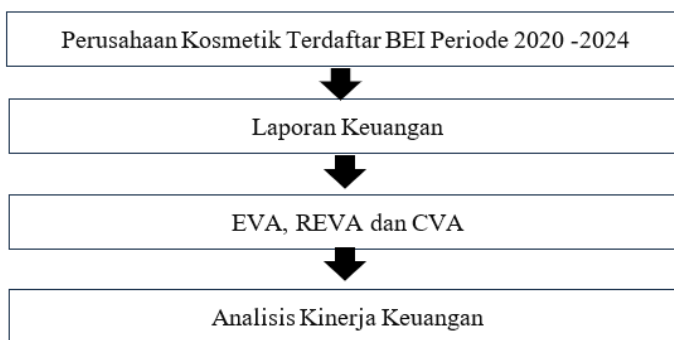 Perusahaan Kosmetik Terdaftar BEI Periode 2020 -2024
Laporan Keuangan
EVA, REVA dan CVA
Analisis Kinerja Keuangan